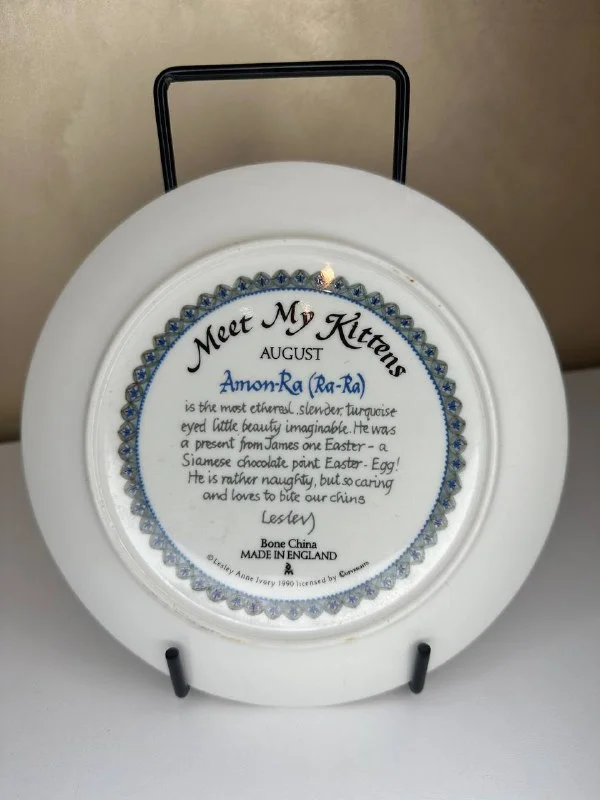 Meet My Kittens
AUGUST
Amon-Ra (Ra-Ra)
is the most ethereal, slender, turquoise
eyed little beauty imaginable. He was
a present from James one Easter - a
Siamese chocolate point Easter-Egg!
He is rather naughty, but so caring
and loves to bite our chins
Lesley
Bone China
MADE IN ENGLAND
© Lesley Anne Ivory 1990 licensed by Copyrights